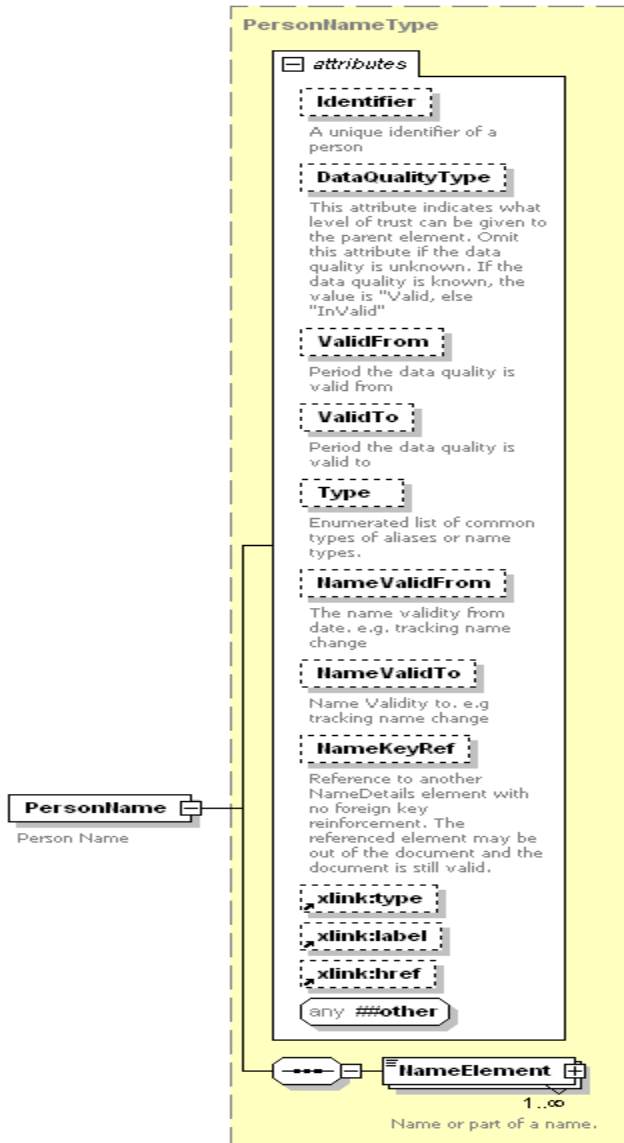 PersonNameType
attributes
Identifier
A unique identifier of a
person
DataQualityType
This attribute indicates what
level of trust can be given to
the parent element. Omit
this attribute if the data
quality is unknown. If the
data quality is known, the
value is "Valid, else
"InValid"
ValidFrom
Period the data quality is
valid from
ValidTo
Period the data quality is
valid to
Type
Enumerated list of common
types of aliases or name
types.
NameValidFrom
The name validity from
date. e.g. tracking name
change
NameValidTo
Name Validity to. e.g
tracking name change
NameKeyRef
Reference to another
NameDetails element with
no foreign key
reinforcement. The
referenced element may be
out of the document and the
document is still valid.
PersonName
Person Name
xlink:type
xlink:label
xlink:href
any ##other
NameElement
1..∞
Name or part of a name.